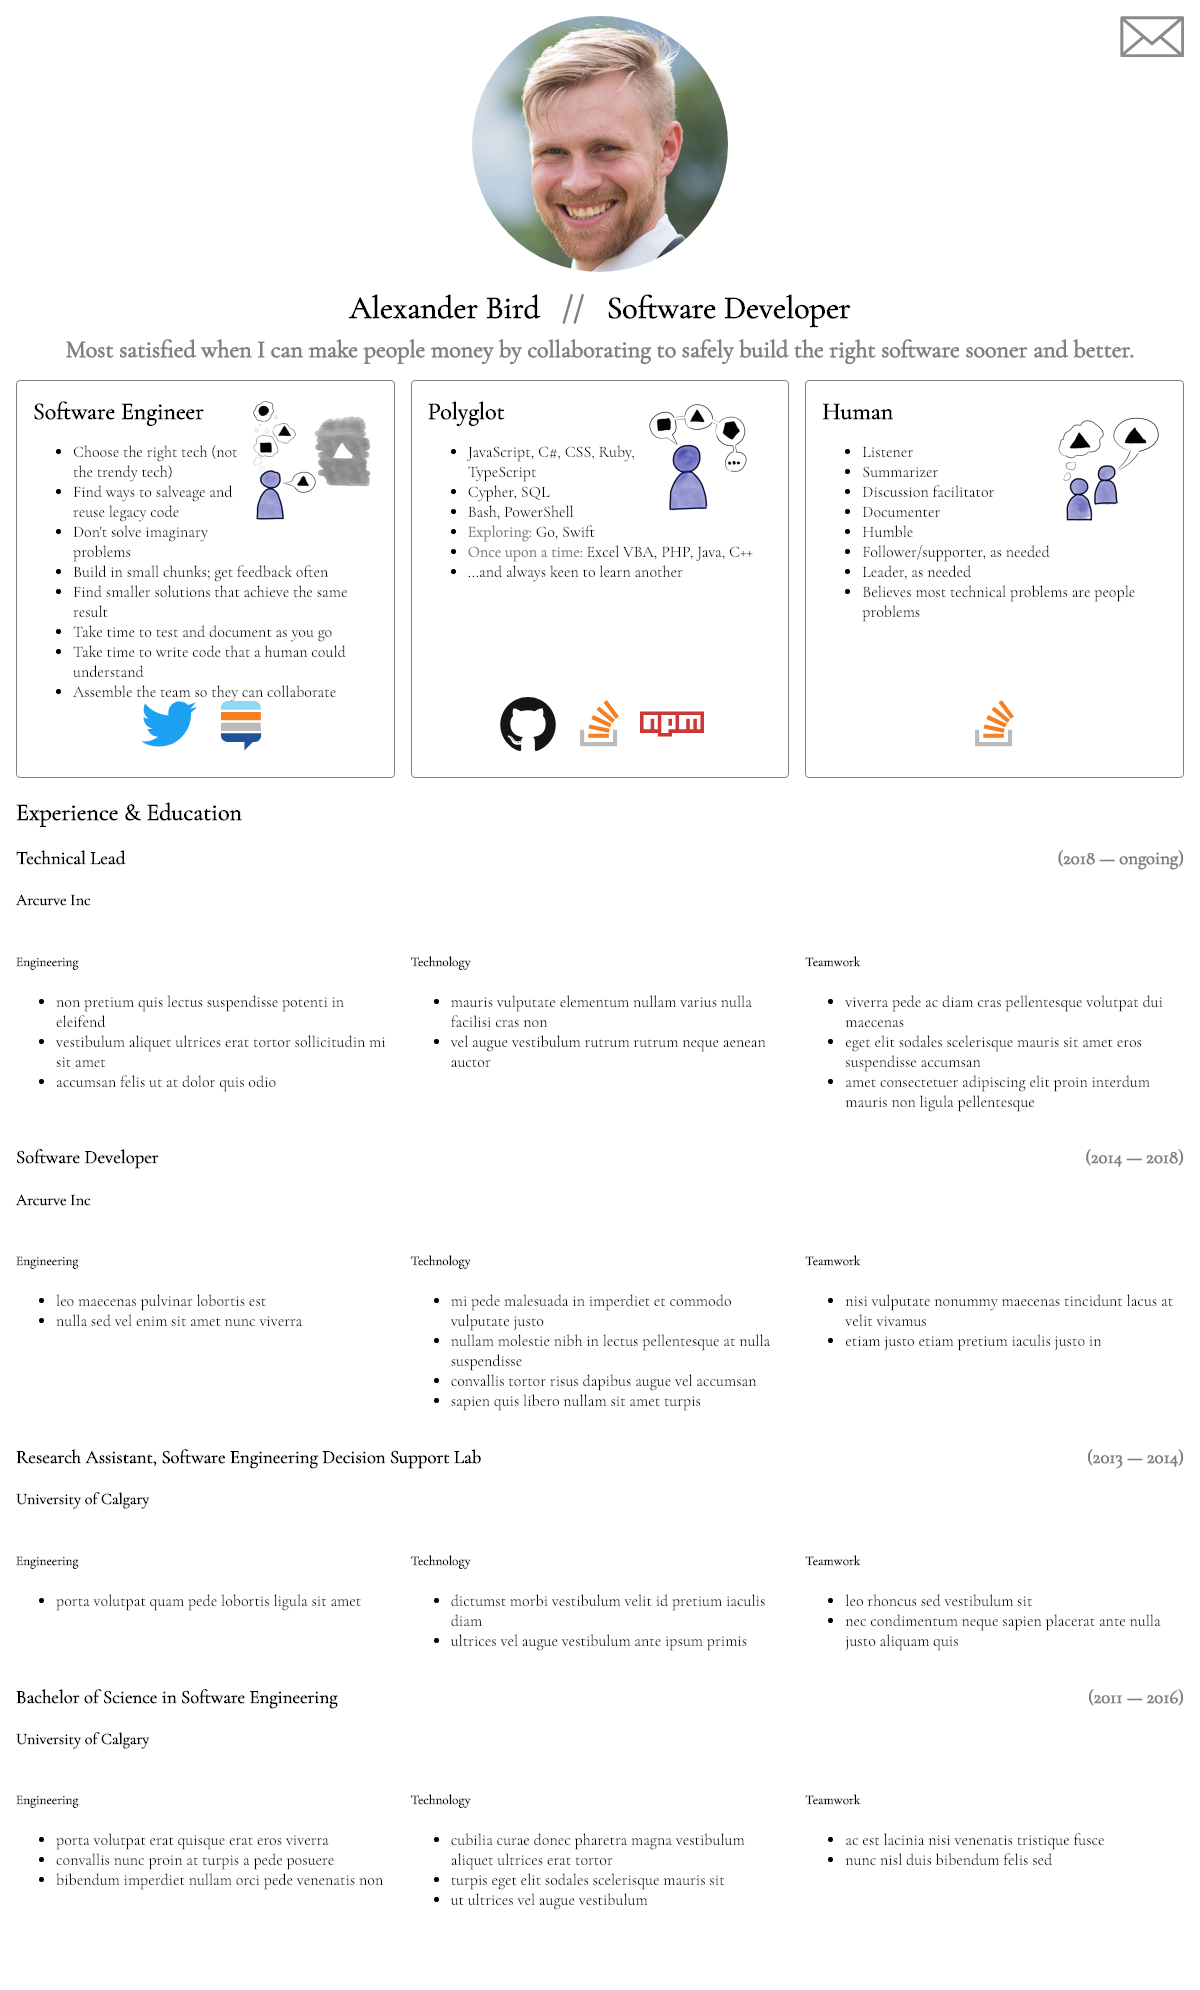 Alexander Bird // Software Developer
Most satisfied when I can make people money by collaborating to safely build the right software sooner and better.
Software Engineer
Choose the right tech (not
the trendy tech)
Find ways to salveage and
reuse legacy code
Don't solve imaginary
problems
Build in small chunks; get feedback often
Find smaller solutions that achieve the same
result
Take time to test and document as you go
Take time to write code that a human could
understand
Assemble the team so they can collaborate
Polyglot
JavaScript, C#, CSS, Ruby,
TypeScript
Cypher, SQL
Bash, PowerShell
Exploring: Go, Swift
Once upon a time: Excel VBA, PHP, Java, C++
...and always keen to learn another
npm
Human
Listener
Summarizer
Discussion facilitator
Documenter
Humble
Follower/supporter, as needed
Leader, as needed
Believes most technical problems are people
problems
Experience & Education
Technical Lead (2018 — ongoing)
Arcurve Inc
Engineering
non pretium quis lectus suspendisse potenti in
eleifend
vestibulum aliquet ultrices erat tortor sollicitudin mi
sit amet
accumsan felis ut at dolor quis odio
Technology
mauris vulputate elementum nullam varius nulla
facilisi cras non
vel augue vestibulum rutrum rutrum neque aenean
auctor
Teamwork
viverra pede ac diam cras pellentesque volutpat dui
maecenas
eget elit sodales scelerisque mauris sit amet eros
suspendisse accumsan
amet consectetuer adipiscing elit proin interdum
mauris non ligula pellentesque
Software Developer (2014 — 2018)
Arcurve Inc
Engineering
leo maecenas pulvinar lobortis est
nulla sed vel enim sit amet nunc viverra
Technology
mi pede malesuada in imperdiet et commodo
vulputate justo
nullam molestie nibh in lectus pellentesque at nulla
suspendisse
convallis tortor risus dapibus augue vel accumsan
sapien quis libero nullam sit amet turpis
Teamwork
nisi vulputate nonummy maecenas tincidunt lacus at
velit vivamus
etiam justo etiam pretium iaculis justo in
Research Assistant, Software Engineering Decision Support Lab (2013 — 2014)
University of Calgary
Engineering
porta volutpat quam pede lobortis ligula sit amet
Technology
dictumst morbi vestibulum velit id pretium iaculis
diam
ultrices vel augue vestibulum ante ipsum primis
Teamwork
leo rhoncus sed vestibulum sit
nec condimentum neque sapien placerat ante nulla
justo aliquam quis
Bachelor of Science in Software Engineering (2011 — 2016)
University of Calgary
Engineering
porta volutpat erat quisque erat eros viverra
convallis nunc proin at turpis a pede posuere
bibendum imperdiet nullam orci pede venenatis non
Technology
cubilia curae donec pharetra magna vestibulum
aliquet ultrices erat tortor
turpis eget elit sodales scelerisque mauris sit
ut ultrices vel augue vestibulum
Teamwork
ac est lacinia nisi venenatis tristique fusce
nunc nisl duis bibendum felis sed